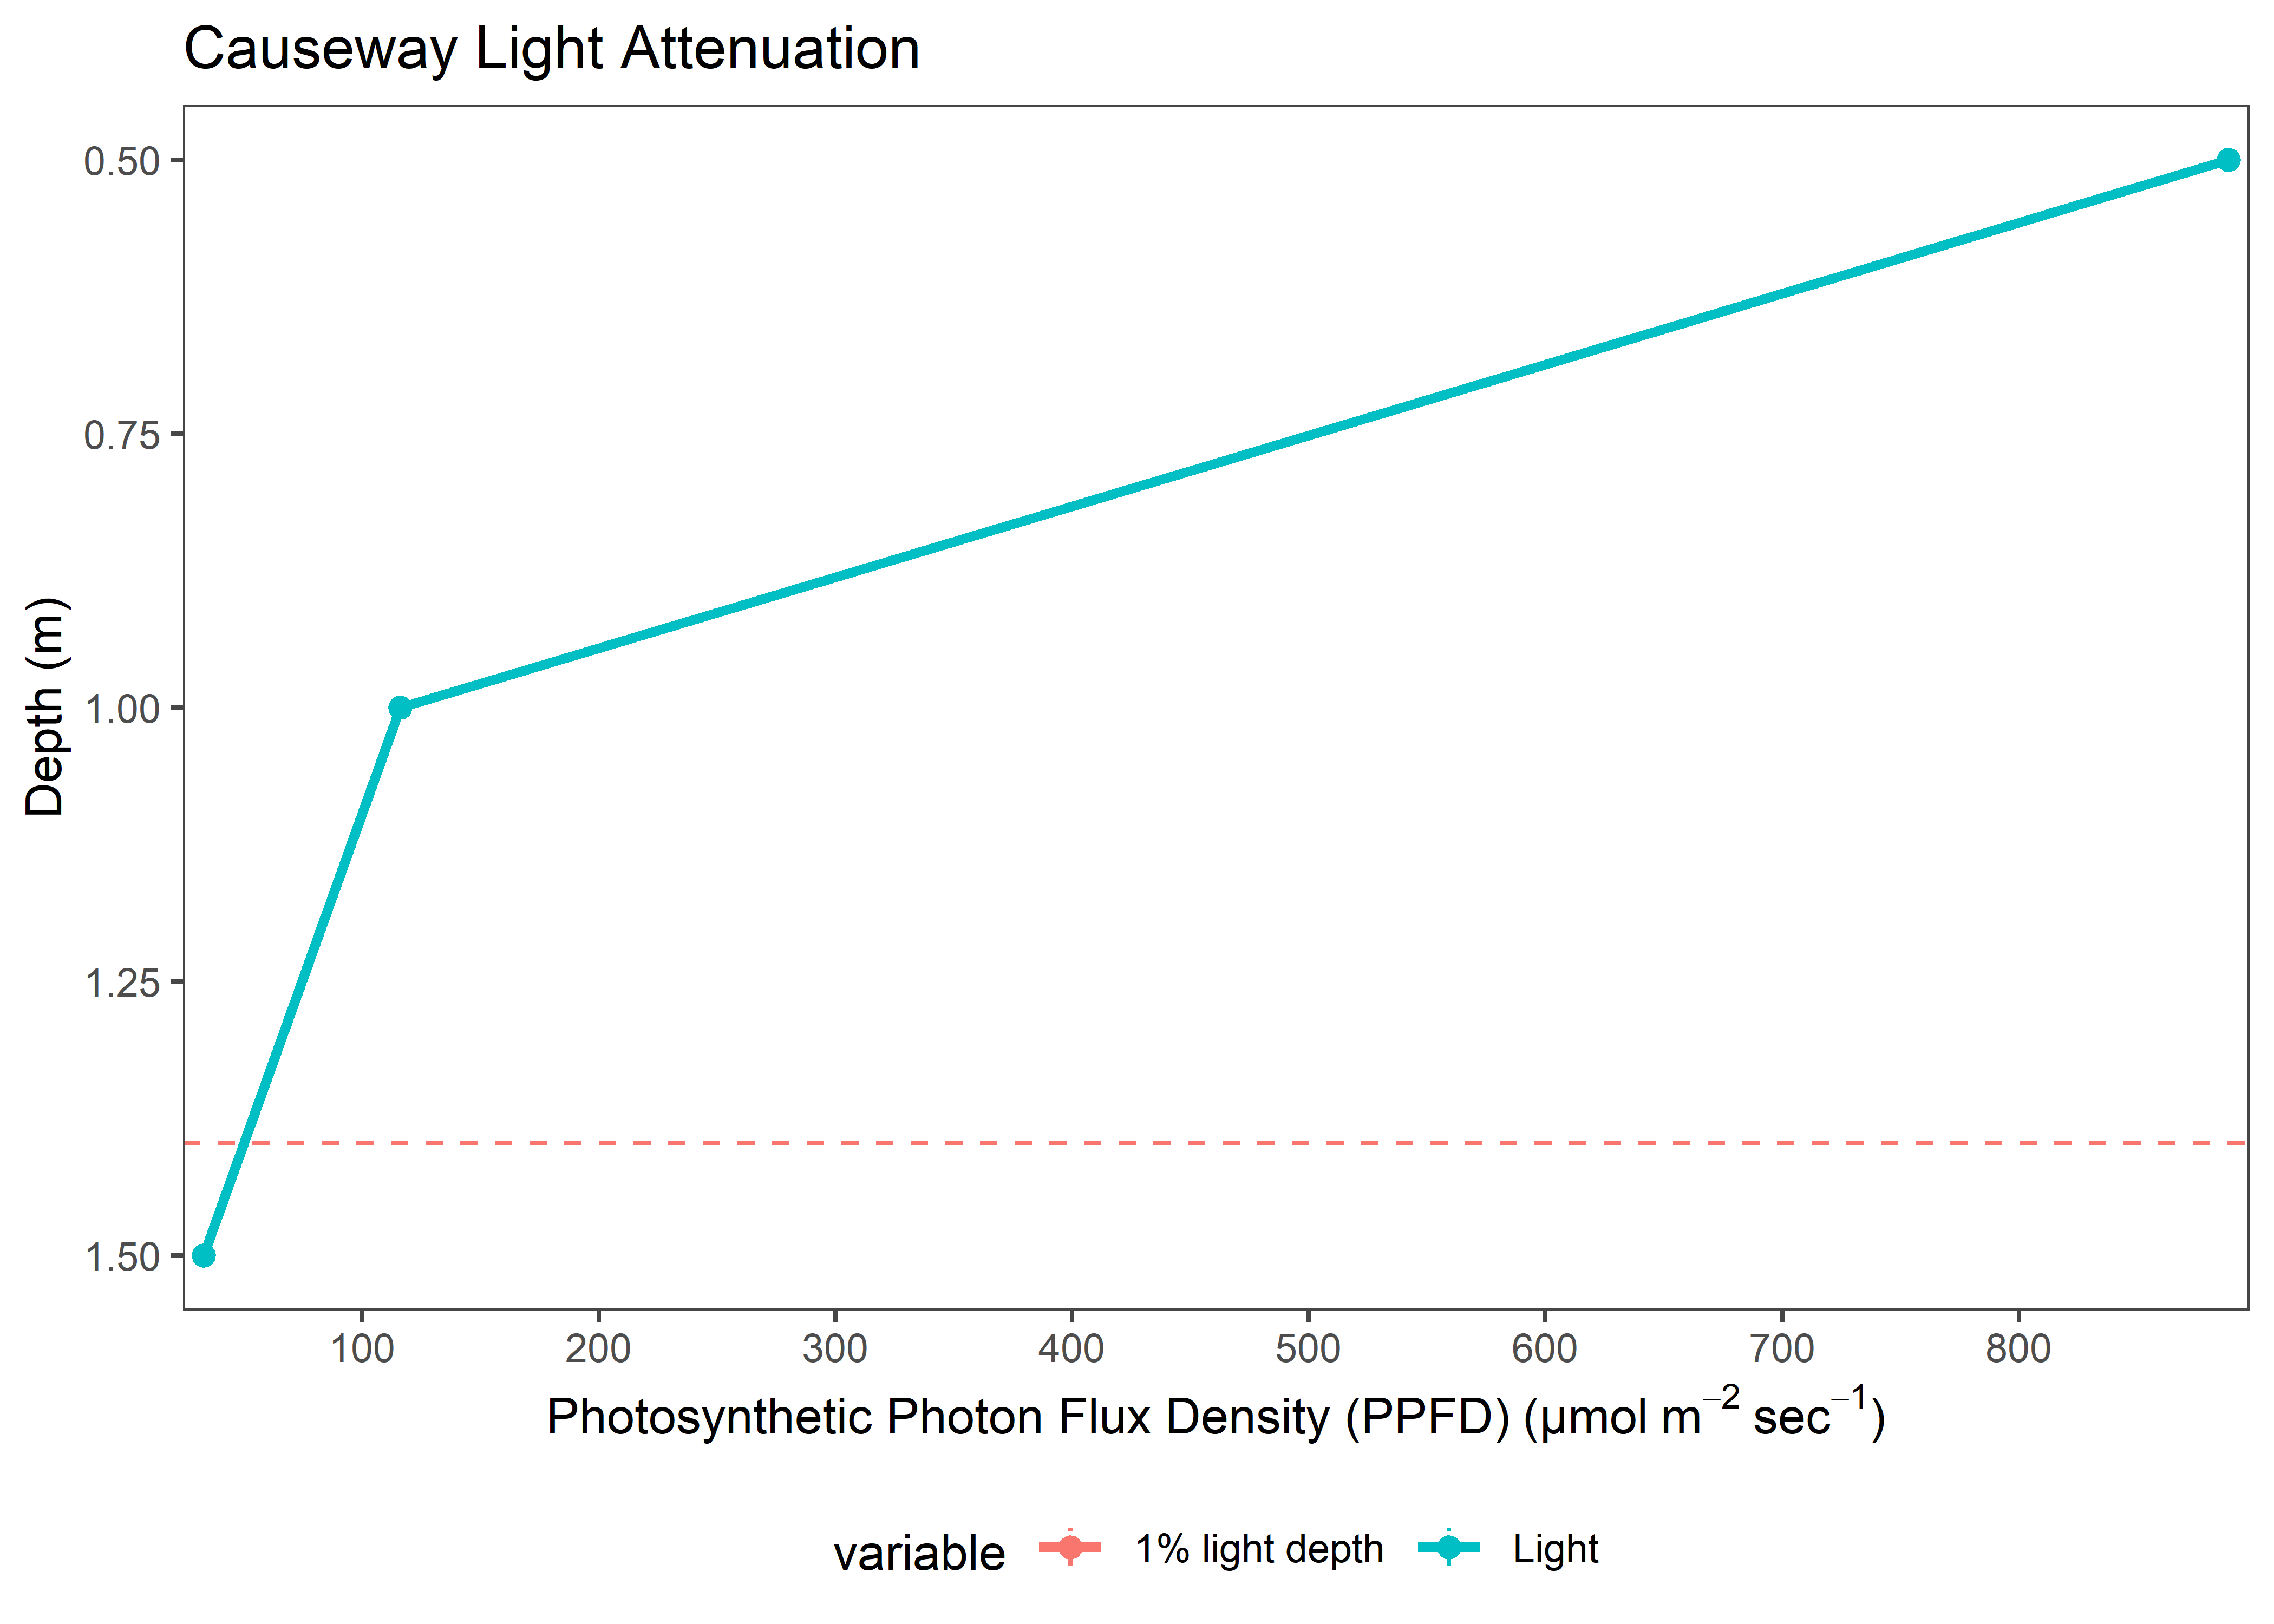 Causeway Light Attenuation
0.50
0.75
1.00
1.25
1.50
Depth (m)
100 200 300 400 500 600 700 800
Photosynthetic Photon Flux Density (PPFD) (µmol m⁻² sec⁻¹)
variable 1% light depth Light